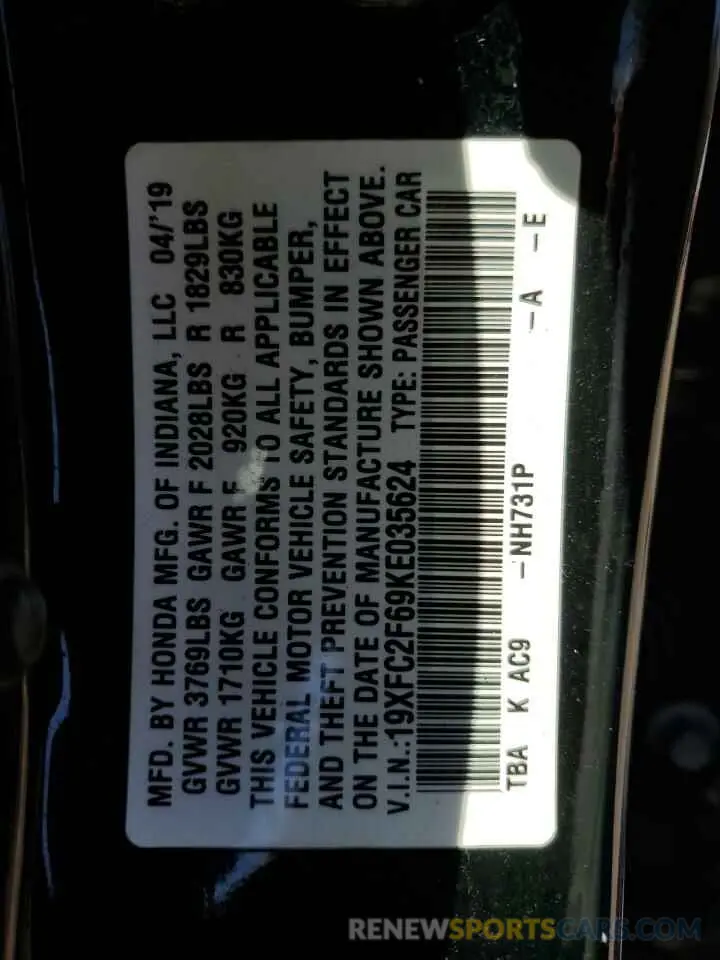 MFD. BY HONDA MFG. OF INDIANA, LLC 04/'19
GVWR 3769LBS GAWR F 2028LBS R 1829LBS
GVWR 1710KG GAWR F 920KG R 830KG
THIS VEHICLE CONFORMS TO ALL APPLICABLE
FEDERAL MOTOR VEHICLE SAFETY, BUMPER,
AND THEFT PREVENTION STANDARDS IN EFFECT
ON THE DATE OF MANUFACTURE SHOWN ABOVE.
V.I.N.:19XFC2F69KE035624 TYPE: PASSENGER CAR
TBA K AC9 -NH731P -A -E
RENEWSPORTSCARS.COM